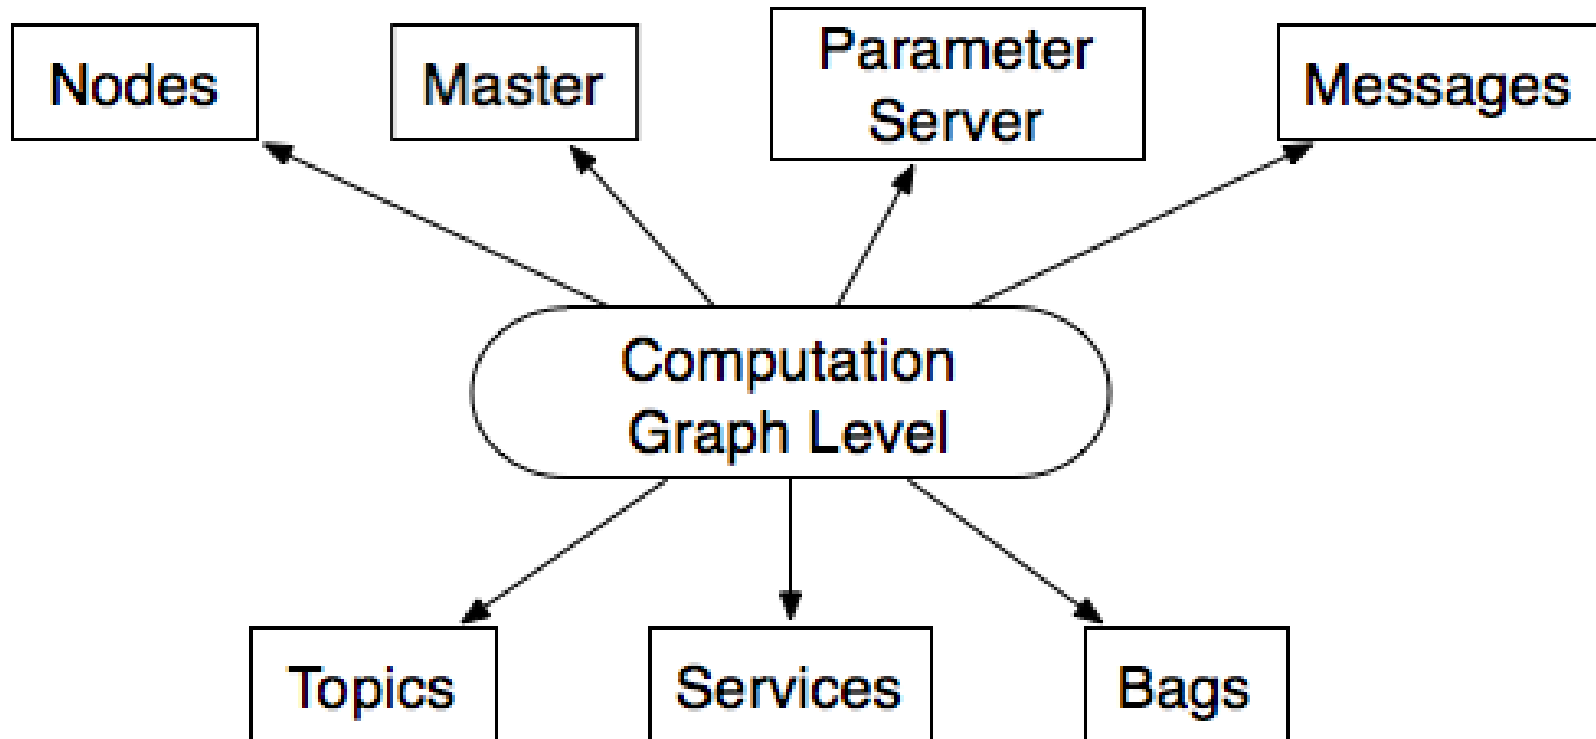 Nodes
Master
Parameter
Server
Messages
Computation
Graph Level
Topics
Services
Bags